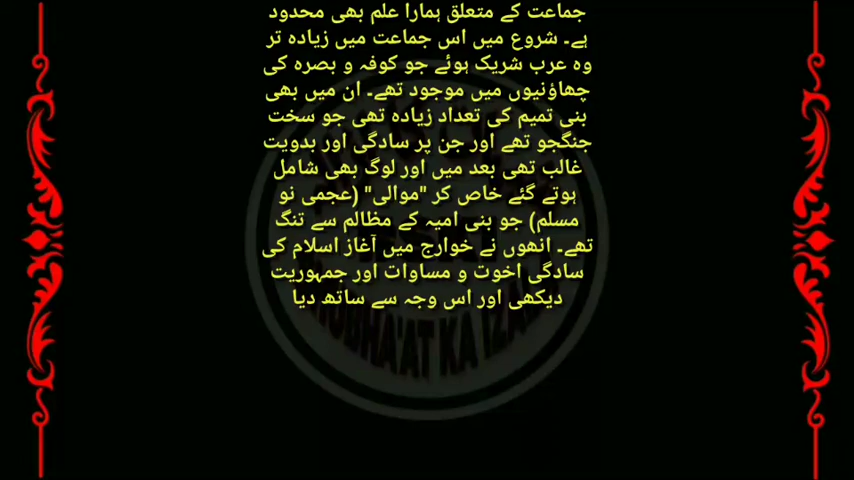 جماعت کے متعلق ہمارا علم بھی محدود
ہے۔ شروع میں اس جماعت میں زیادہ تر
وہ عرب شریک ہوئے جو کوفہ و بصرہ کی
چھاؤنیوں میں موجود تھے۔ ان میں بھی
بنی تمیم کی تعداد زیادہ تھی جو سخت
جنگجو تھے اور جن پر سادگی اور بدویت
غالب تھی بعد میں اور لوگ بھی شامل
ہوتے گئے خاص کر "موالی" (عجمی نو
مسلم) جو بنی امیہ کے مظالم سے تنگ
تھے۔ انھوں نے خوارج میں آغاز اسلام کی
سادگی اخوت و مساوات اور جمہوریت
دیکھی اور اس وجہ سے ساتھ دیا
KA